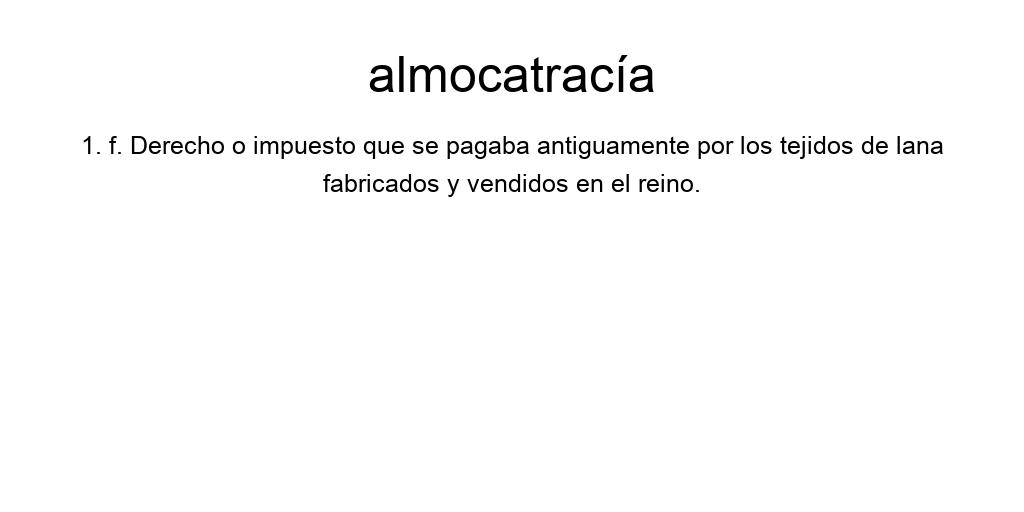 almocatracía
1. f. Derecho o impuesto que se pagaba antiguamente por los tejidos de lana
fabricados y vendidos en el reino.